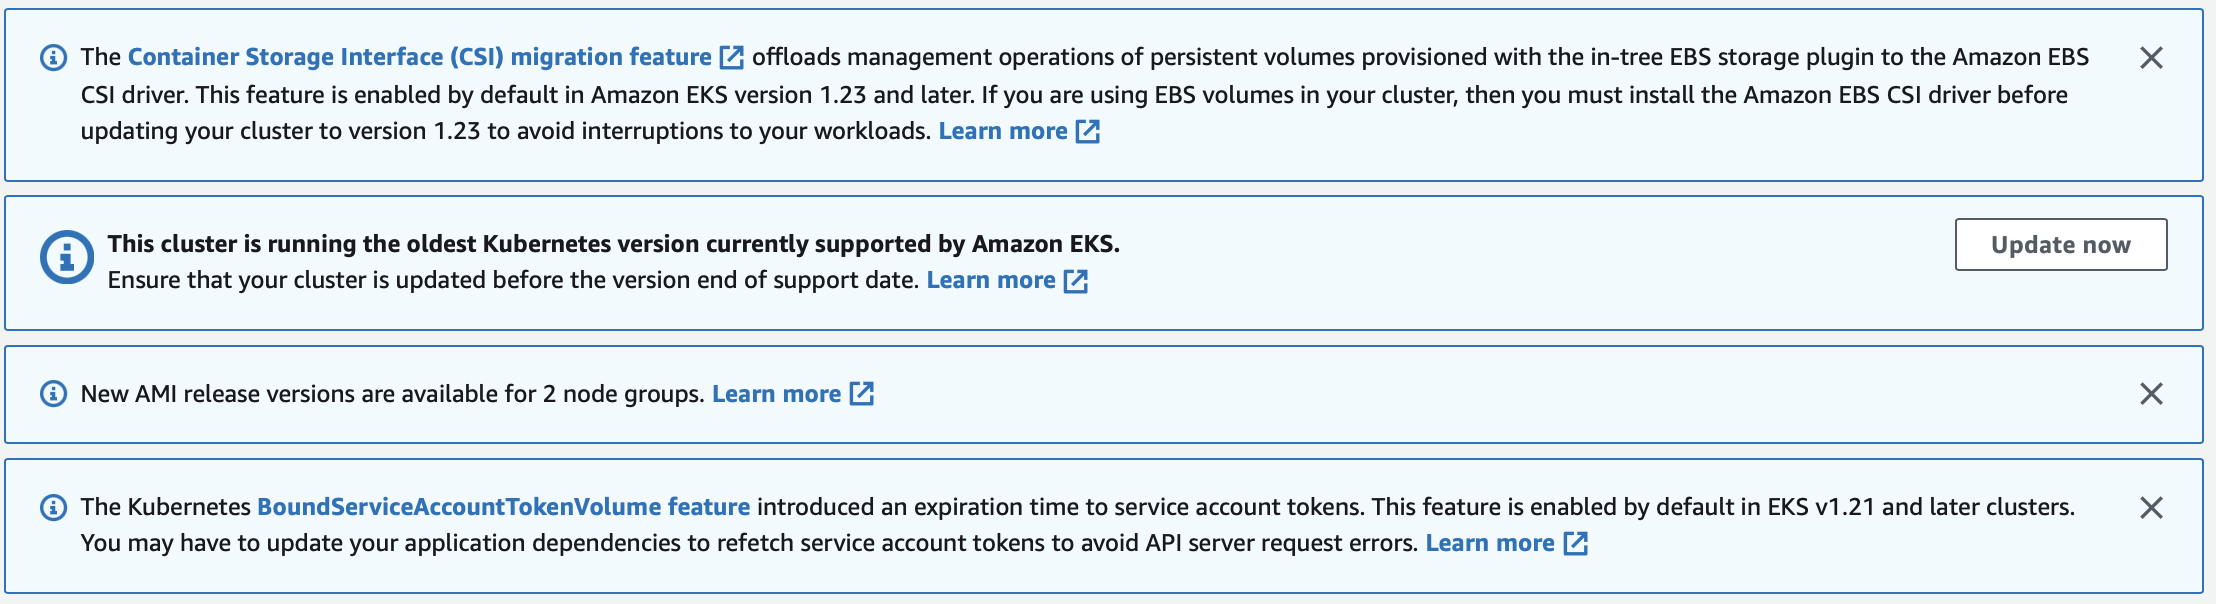 The Container Storage Interface (CSI) migration feature offloads management operations of persistent volumes provisioned with the in-tree EBS storage plugin to the Amazon EBS
CSI driver. This feature is enabled by default in Amazon EKS version 1.23 and later. If you are using EBS volumes in your cluster, then you must install the Amazon EBS CSI driver before
updating your cluster to version 1.23 to avoid interruptions to your workloads. Learn more
This cluster is running the oldest Kubernetes version currently supported by Amazon EKS.
Update now
Ensure that your cluster is updated before the version end of support date. Learn more
New AMI release versions are available for 2 node groups. Learn more
The Kubernetes BoundServiceAccountTokenVolume feature introduced an expiration time to service account tokens. This feature is enabled by default in EKS v1.21 and later clusters.
You may have to update your application dependencies to refetch service account tokens to avoid API server request errors. Learn more